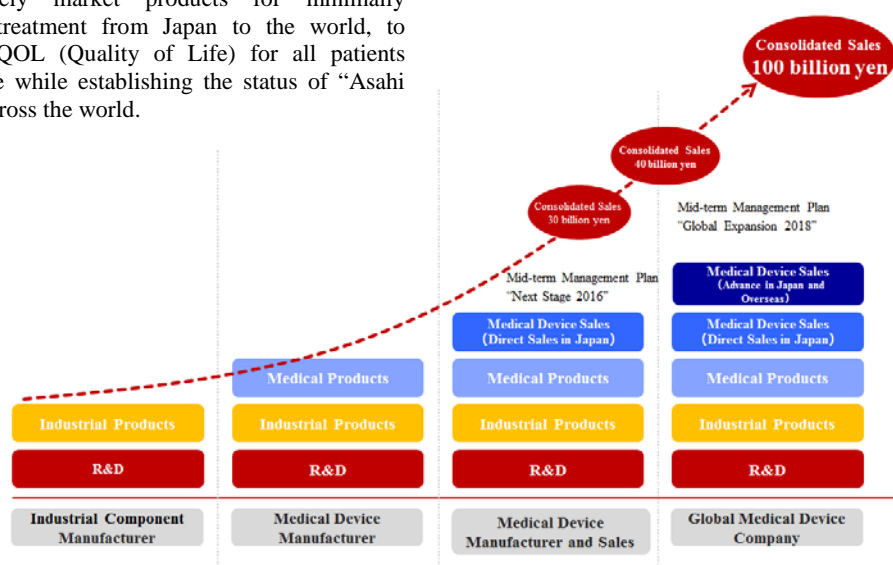 market products for minimally
treatment from Japan to the world, to
QOL (Quality of Life) for all patients
while establishing the status of “Asahi
the world.
Consolidated Sales
100 billion yen
Consolidated Sales
40 billion yen
Consolidated Sales
30 billion yen
Mid-term Management Plan
“Global Expansion 2018”
Mid-term Management Plan
“Next Stage 2016”
Medical Device Sales
(Advance in Japan and
Overseas)
Medical Device Sales
(Direct Sales in Japan)
Medical Device Sales
(Direct Sales in Japan)
Medical Products
Medical Products
Medical Products
Industrial Products
Industrial Products
Industrial Products
Industrial Products
R&D
R&D
R&D
R&D
Industrial Component
Manufacturer
Medical Device
Manufacturer
Medical Device
Manufacturer and Sales
Global Medical Device
Company